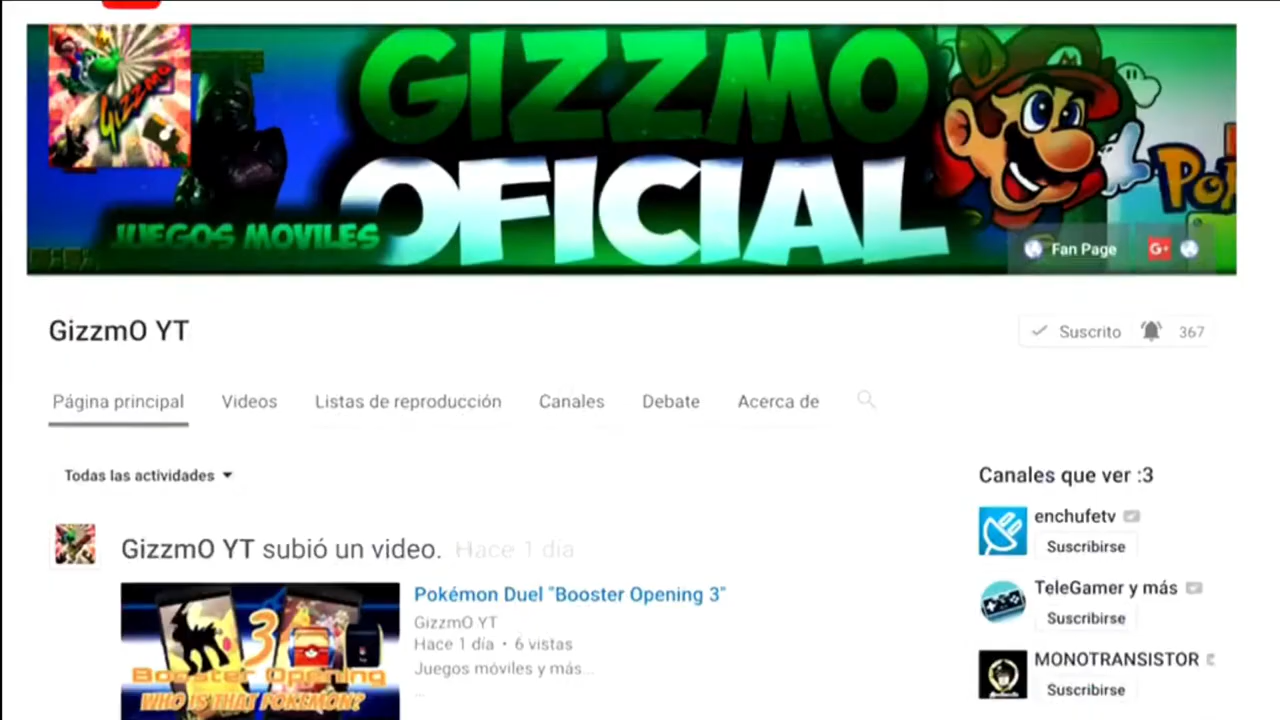 GIZZMO
GIZZMO
OFICIAL
JUEGOS MOVILES
Fan Page
G+
GizzmO YT
Suscrito 367
Página principal Videos Listas de reproducción Canales Debate Acerca de
Todas las actividades
Canales que ver :3
enchufetv
Suscribirse
TeleGamer y más
Suscribirse
MONOTRANSISTOR
Suscribirse
GizzmO YT subió un video. Hace 1 día
3
Booster Opening
WHO IS THAT POKEMON?
Pokémon Duel "Booster Opening 3"
GizzmO YT
Hace 1 día • 6 vistas
Juegos móviles y más...
...